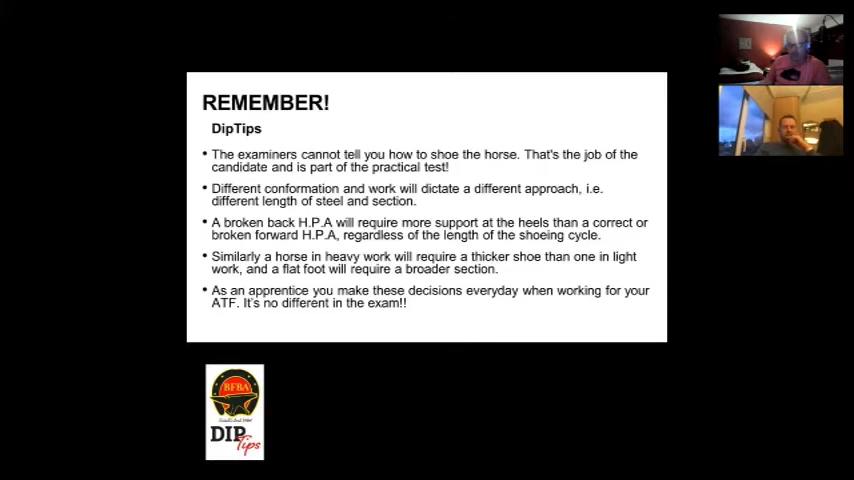 REMEMBER!
DipTips
• The examiners cannot tell you how to shoe the horse. That's the job of the
candidate and is part of the practical test!
• Different conformation and work will dictate a different approach, i.e.
different length of steel and section.
• A broken back H.P.A will require more support at the heels than a correct or
broken forward H.P.A, regardless of the length of the shoeing cycle.
• Similarly a horse in heavy work will require a thicker shoe than one in light
work, and a flat foot will require a broader section.
• As an apprentice you make these decisions everyday when working for your
ATF. It's no different in the exam!!
BFBA
DIP
Tips